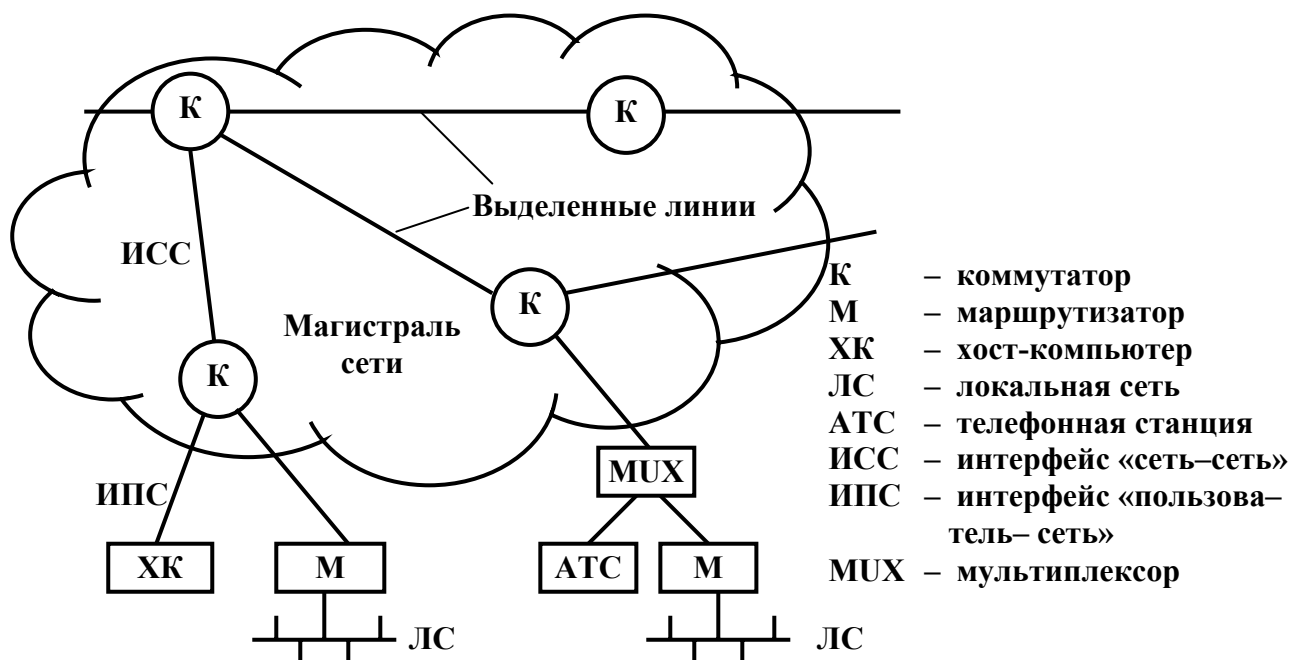 К
К
Выделенные линии
ИСС
К
К – коммутатор
Магистраль
сети
М – маршрутизатор
К
ХК – хост-компьютер
ЛС – локальная сеть
АТС – телефонная станция
MUX
ИСС – интерфейс «сеть–сеть»
ИПС
ИПС – интерфейс «пользова–
тель– сеть»
ХК
М
АТС
М
MUX – мультиплексор
ЛС
ЛС